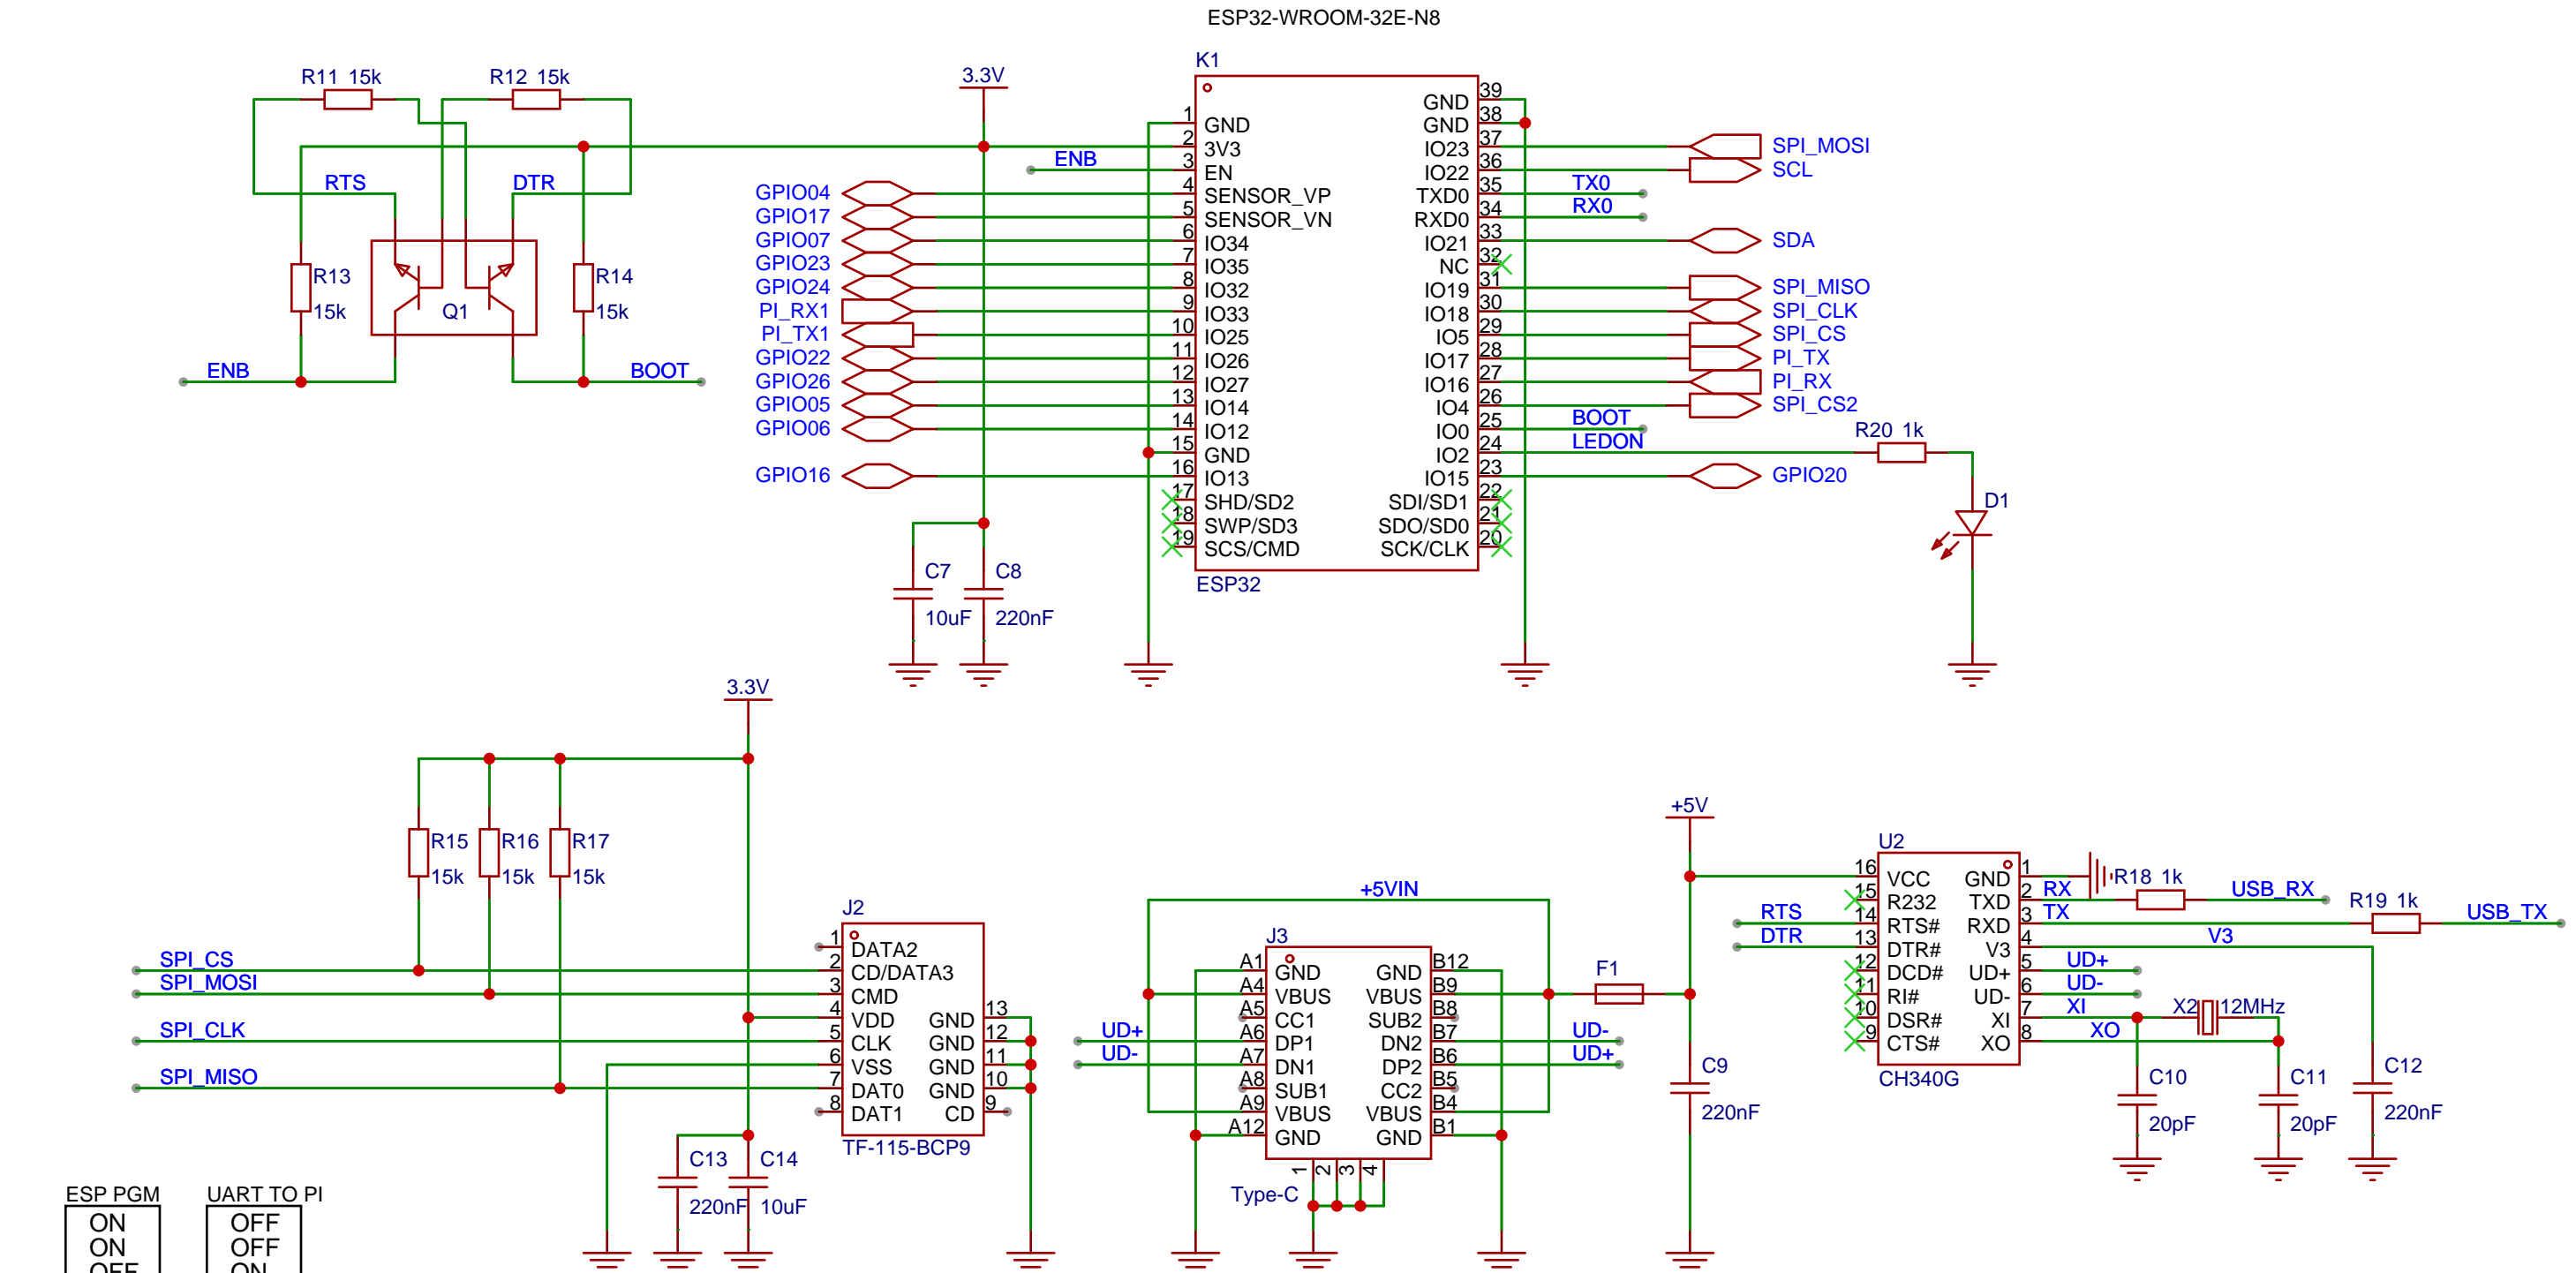 ESP32-WROOM-32E-N8
R11 15k
R12 15k
RTS
DTR
R13
15k
Q1
R14
15k
ENB
BOOT
3.3V
ENB
K1
1 GND
2 3V3
3 EN
GPIO04 4 SENSOR_VP
GPIO17 5 SENSOR_VN
GPIO07 6 IO34
GPIO23 7 IO35
GPIO24 8 IO32
PI_RX1 9 IO33
PI_TX1 10 IO25
GPIO22 11 IO26
GPIO26 12 IO27
GPIO05 13 IO14
GPIO06 14 IO12
15 GND
GPIO16 16 IO13
17 SHD/SD2
18 SWP/SD3
19 SCS/CMD
GND 39
GND 38
IO23 37 SPI_MOSI
IO22 36 SCL
TXD0 35 TX0
RXD0 34 RX0
IO21 33 SDA
NC 32
IO19 31 SPI_MISO
IO18 30 SPI_CLK
IO5 29 SPI_CS
IO17 28 PI_TX
IO16 27 PI_RX
IO4 26 SPI_CS2
IO0 25 BOOT
IO2 24 LEDON
IO15 23 GPIO20
SDI/SD1 22
SDO/SD0 21
SCK/CLK 20
ESP32
R20 1k
D1
C7
10uF
C8
220nF
3.3V
R15
15k
R16
15k
R17
15k
SPI_CS
SPI_MOSI
SPI_CLK
SPI_MISO
J2
1 DATA2
2 CD/DATA3
3 CMD
4 VDD
5 CLK
6 VSS
7 DAT0
8 DAT1
GND 13
GND 12
GND 11
GND 10
CD 9
TF-115-BCP9
C13
220nF
C14
10uF
+5VIN
J3
A1 GND
A4 VBUS
A5 CC1
UD+ A6 DP1
UD- A7 DN1
A8 SUB1
A9 VBUS
A12 GND
GND B12
VBUS B9
SUB2 B8
DN2 B7 UD-
DP2 B6 UD+
CC2 B5
VBUS B4
GND B1
1 2 3 4
Type-C
F1
+5V
C9
220nF
U2
16 VCC
15 R232
RTS 14 RTS#
DTR 13 DTR#
12 DCD#
11 RI#
10 DSR#
9 CTS#
GND 1
TXD 2 RX
RXD 3 TX
V3 4 V3
UD+ 5 UD+
UD- 6 UD-
XI 7 XI
XO 8 XO
CH340G
R18 1k
USB_RX
R19 1k
USB_TX
X2 12MHz
C10
20pF
C11
20pF
C12
220nF
ESP PGM
ON
ON
OFF
UART TO PI
OFF
OFF
ON